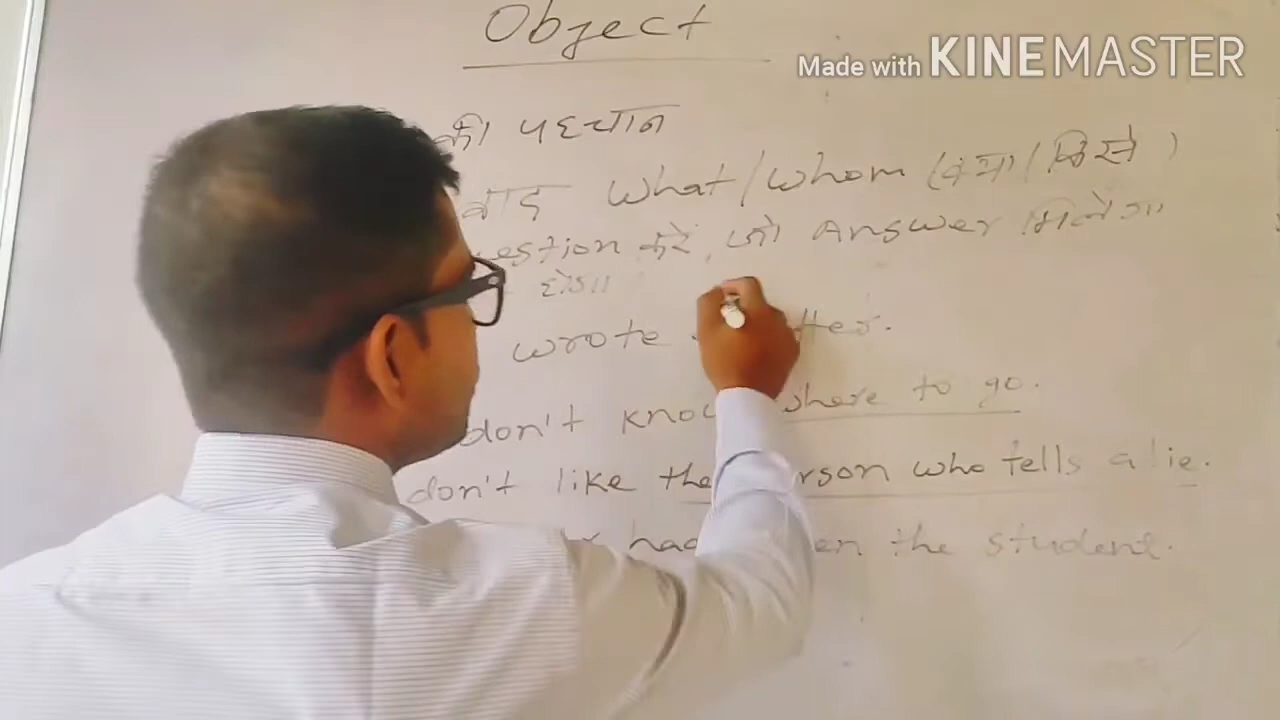 Object
Made with KINEMASTER
की पहचान
बाद what/whom (क्या/किसे)
estion करें, जो Answer मिलेगा
होगा
wrote
don't know where to go.
don't like the person who tells a lie.
had the student.